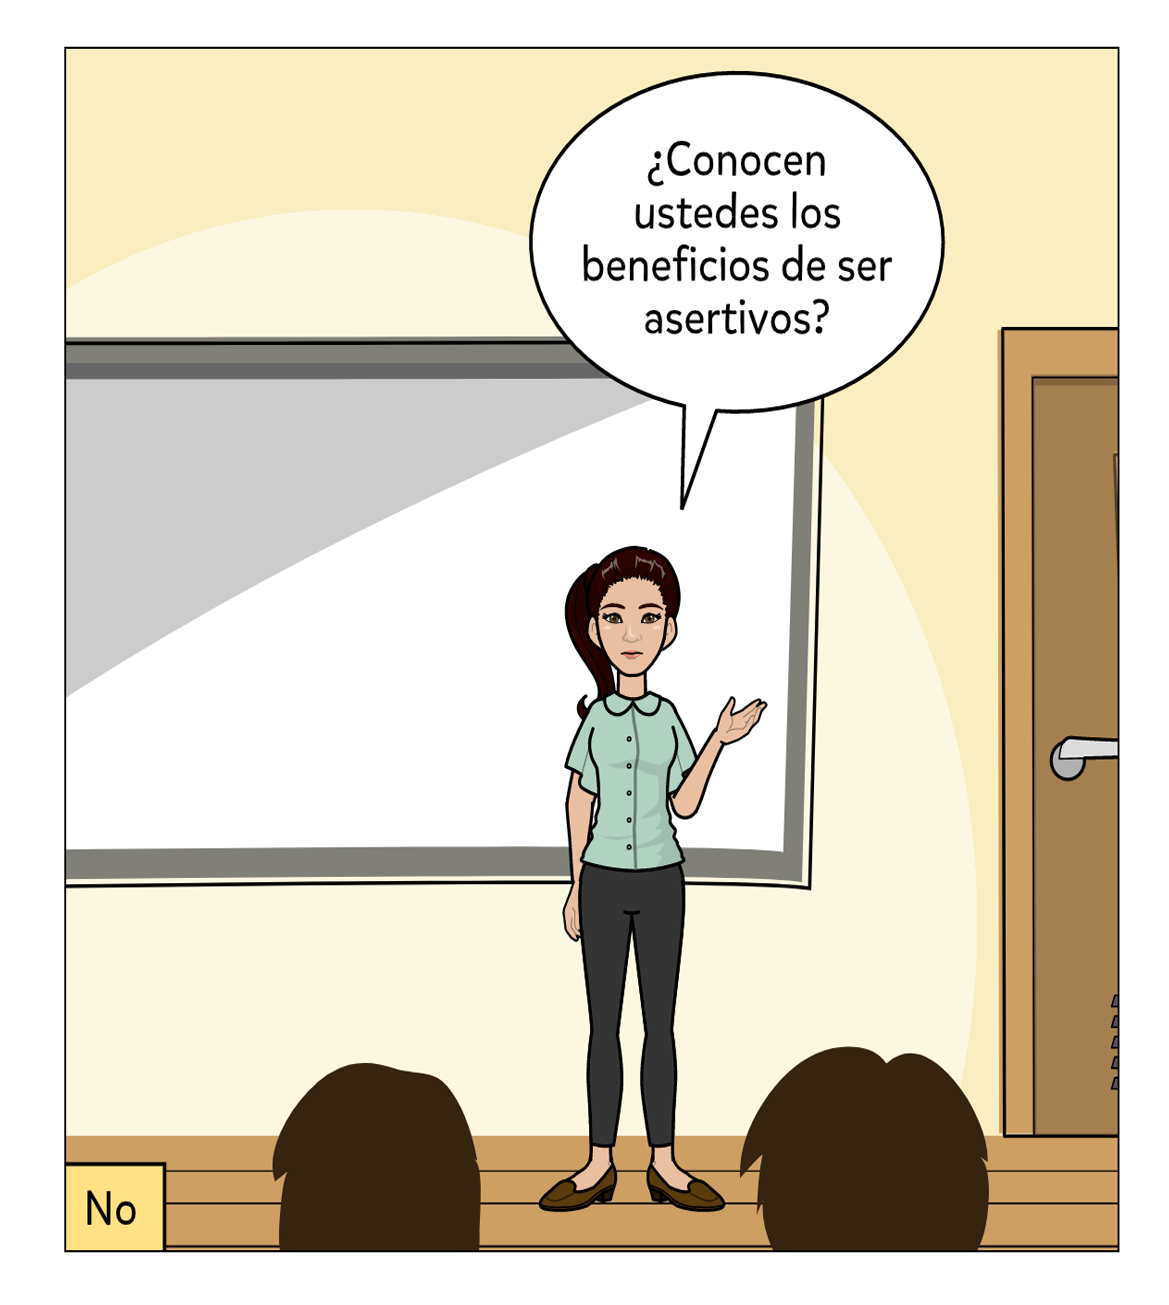 ¿Conocen
ustedes los
beneficios de ser
asertivos?
No